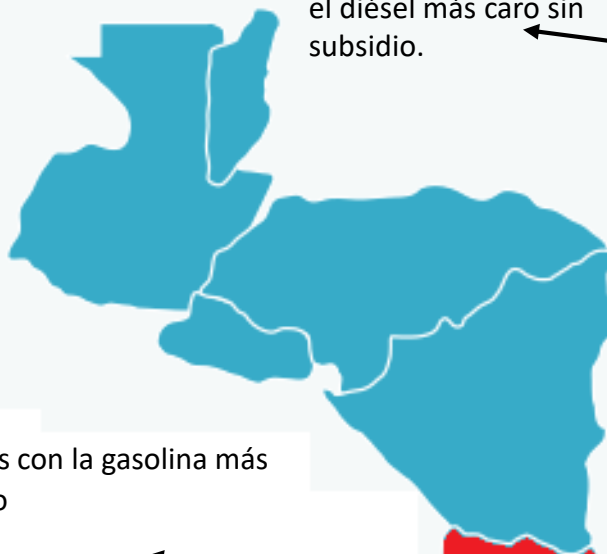 el diésel más caro sin
subsidio.
s con la gasolina más
o